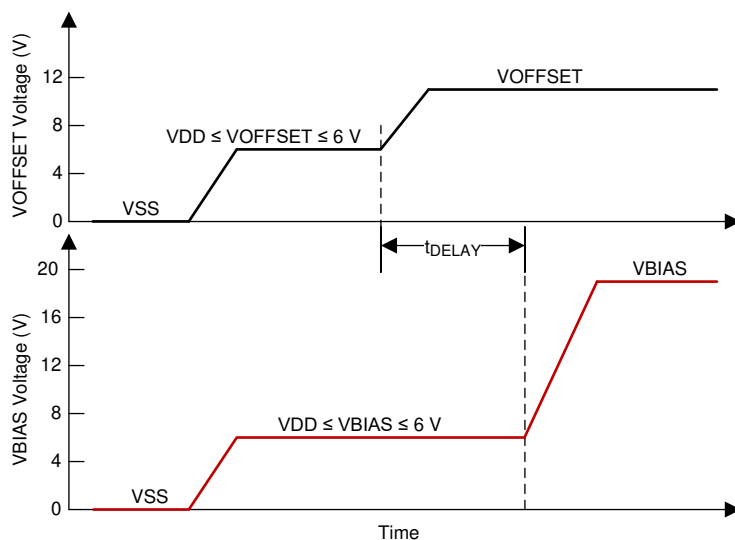 VOFFSET Voltage (V)
12
8
4
0
VOFFSET
VDD ≤ VOFFSET ≤ 6 V
VSS
tDELAY
VBIAS Voltage (V)
20
16
12
8
4
0
VBIAS
VDD ≤ VBIAS ≤ 6 V
VSS
Time